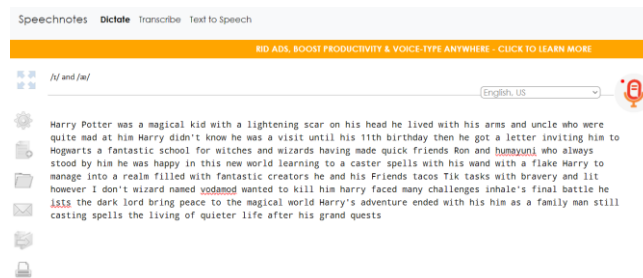 Speechnotes Dictate Transcribe Text to Speech
RID ADS, BOOST PRODUCTIVITY & VOICE-TYPE ANYWHERE - CLICK TO LEARN MORE
/ɪ/ and /æ/
English, US
Harry Potter was a magical kid with a lightening scar on his head he lived with his arms and uncle who were
quite mad at him Harry didn't know he was a visit until his 11th birthday then he got a letter inviting him to
Hogwarts a fantastic school for witches and wizards having made quick friends Ron and humayuni who always
stood by him he was happy in this new world learning to a caster spells with his wand with a flake Harry to
manage into a realm filled with fantastic creators he and his Friends tacos Tik tasks with bravery and lit
however I don't wizard named vodamod wanted to kill him harry faced many challenges inhale's final battle he
ists the dark lord bring peace to the magical world Harry's adventure ended with his him as a family man still
casting spells the living of quieter life after his grand quests